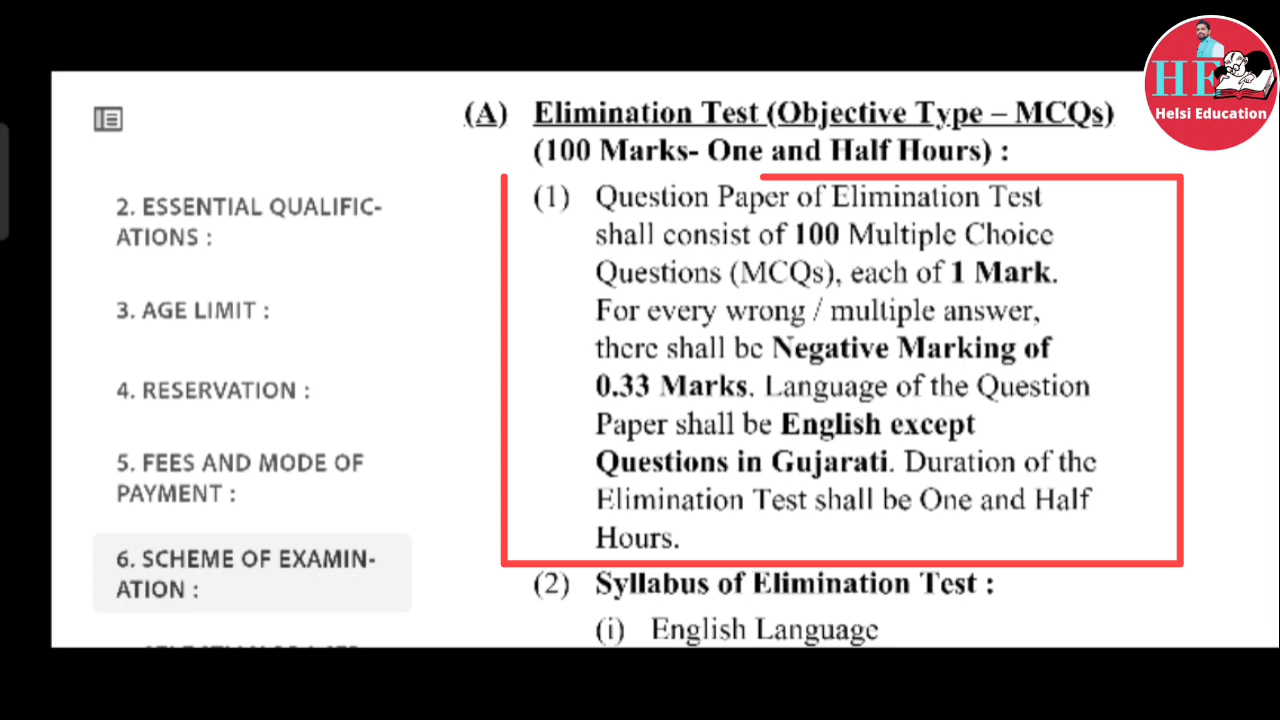 HE
Helsi Education
2. ESSENTIAL QUALIFIC-
ATIONS :
3. AGE LIMIT :
4. RESERVATION :
5. FEES AND MODE OF
PAYMENT :
6. SCHEME OF EXAMIN-
ATION :
(A) Elimination Test (Objective Type – MCQs)
(100 Marks- One and Half Hours) :
(1) Question Paper of Elimination Test
shall consist of 100 Multiple Choice
Questions (MCQs), each of 1 Mark.
For every wrong / multiple answer,
there shall be Negative Marking of
0.33 Marks. Language of the Question
Paper shall be English except
Questions in Gujarati. Duration of the
Elimination Test shall be One and Half
Hours.
(2) Syllabus of Elimination Test :
(i) English Language